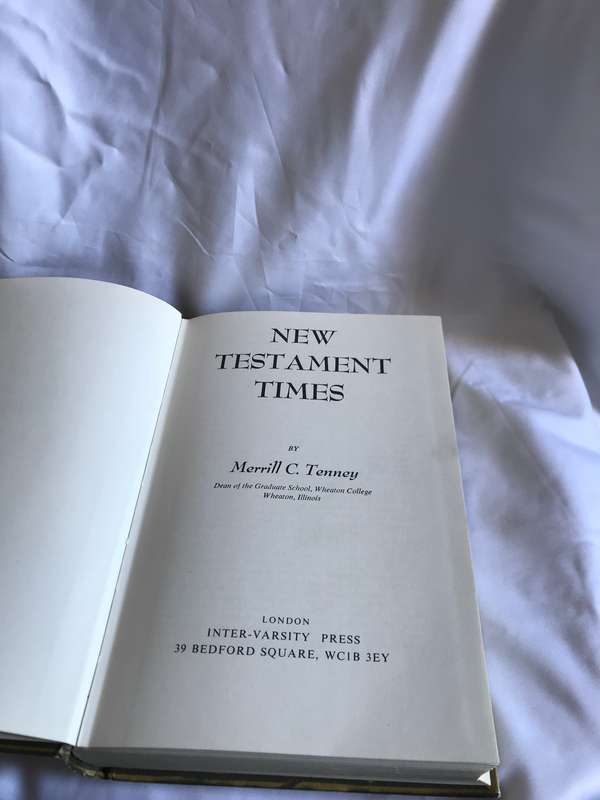 NEW
TESTAMENT
TIMES
BY
Merrill C. Tenney
Dean of the Graduate School, Wheaton College
Wheaton, Illinois
LONDON
INTER-VARSITY PRESS
39 BEDFORD SQUARE, WC1B 3EY